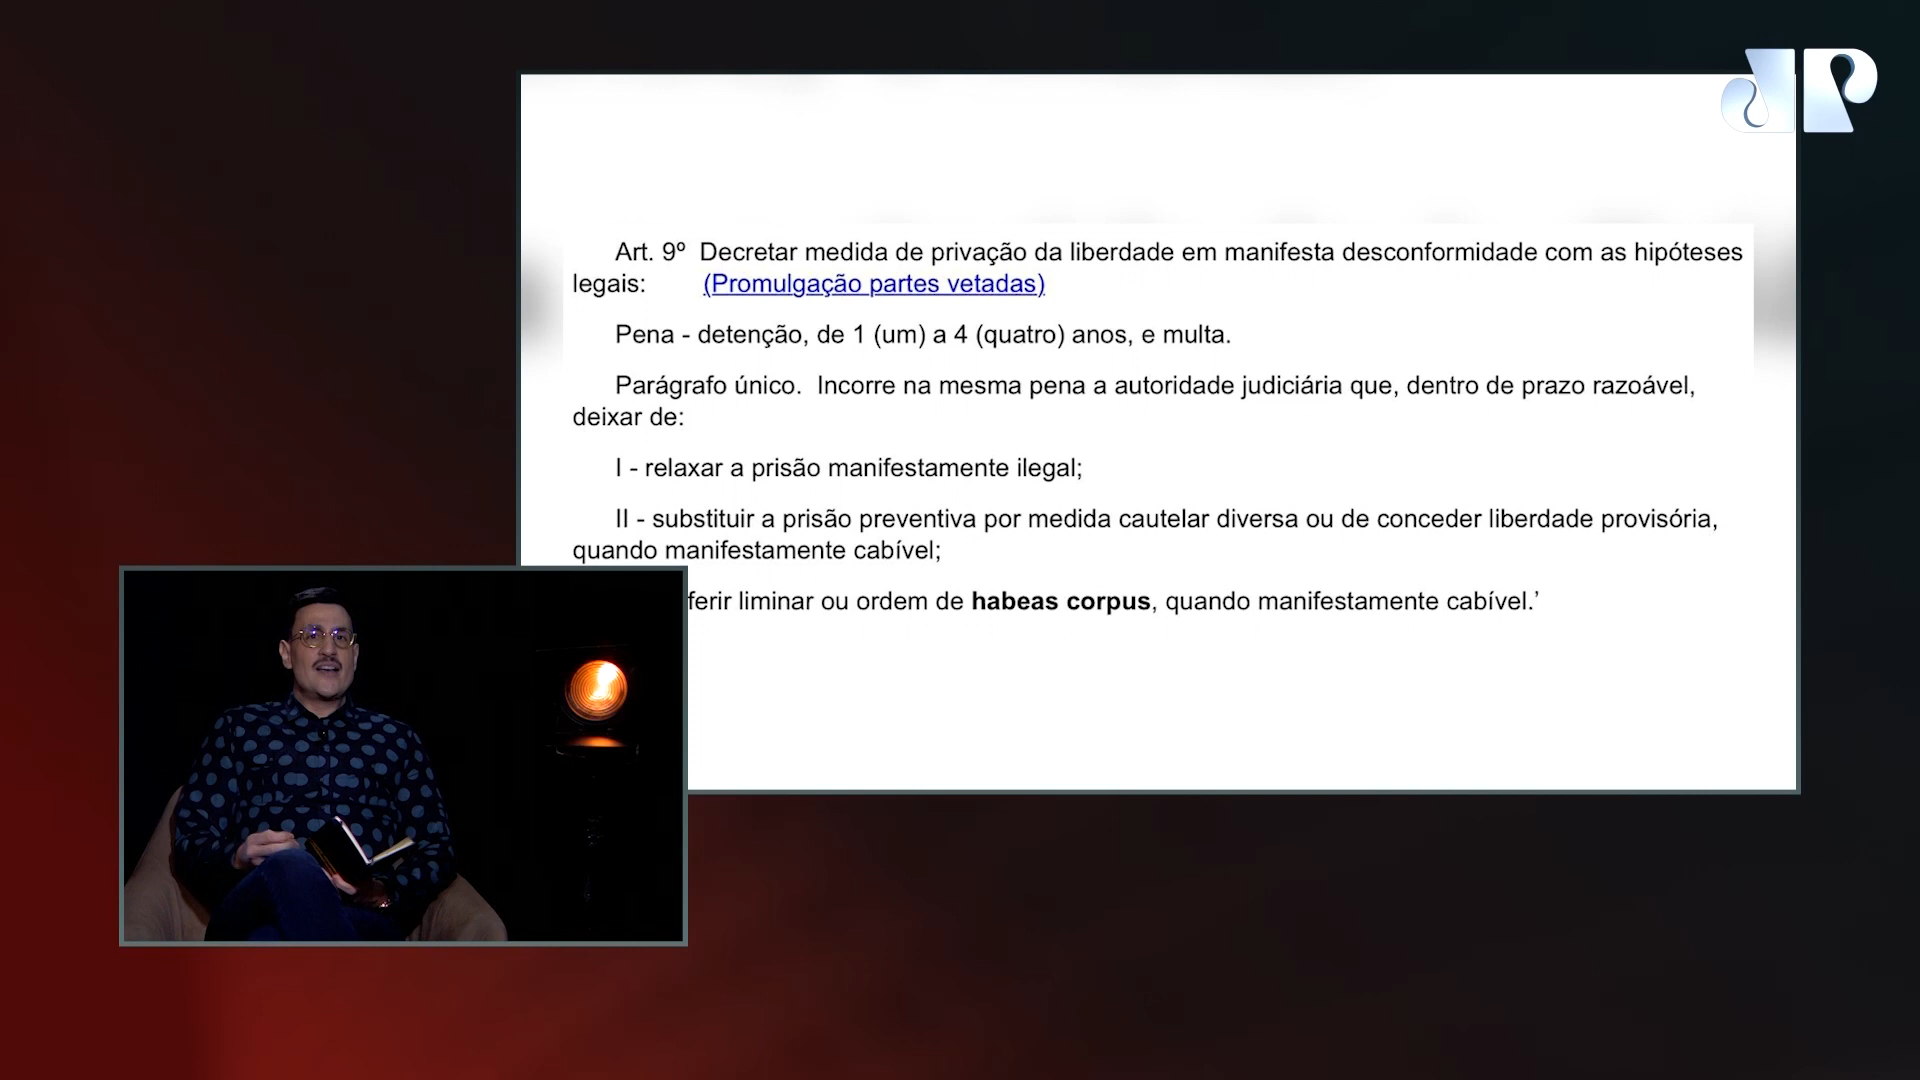 JP
Art. 9º  Decretar medida de privação da liberdade em manifesta desconformidade com as hipóteses
legais: (Promulgação partes vetadas)
Pena - detenção, de 1 (um) a 4 (quatro) anos, e multa.
Parágrafo único.  Incorre na mesma pena a autoridade judiciária que, dentro de prazo razoável,
deixar de:
I - relaxar a prisão manifestamente ilegal;
II - substituir a prisão preventiva por medida cautelar diversa ou de conceder liberdade provisória,
quando manifestamente cabível;
ferir liminar ou ordem de habeas corpus, quando manifestamente cabível.’